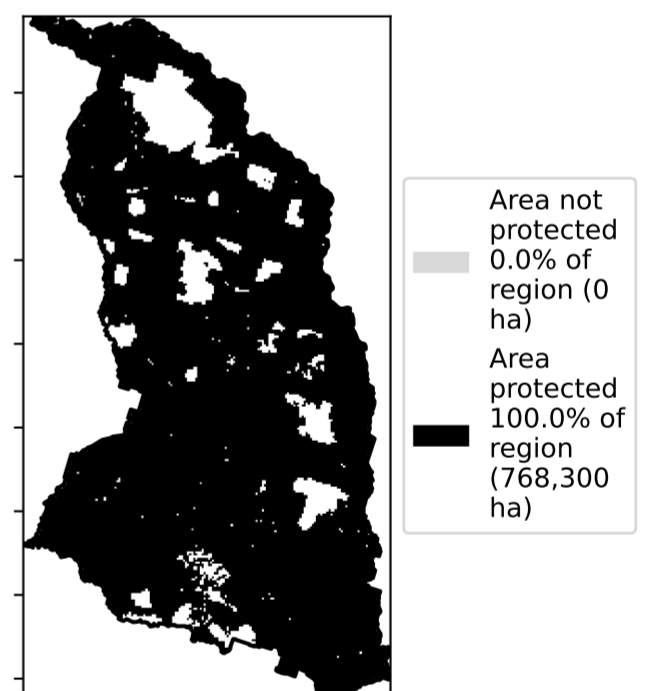 Area not
protected
0.0% of
region (0
ha)
Area
protected
100.0% of
region
(768,300
ha)